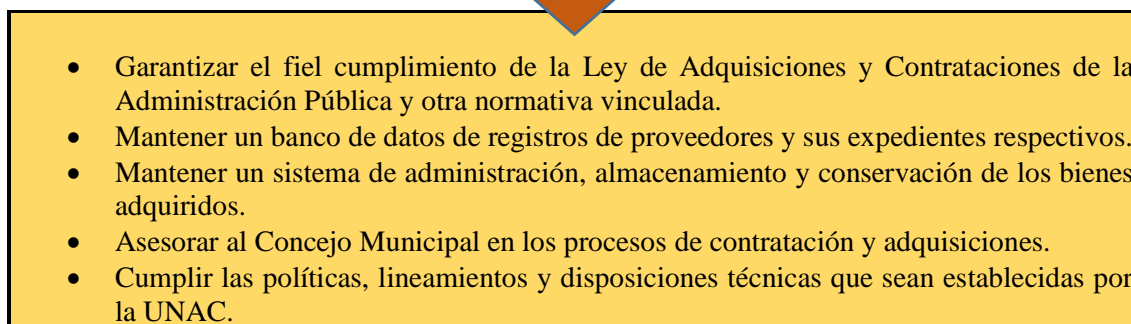 • Garantizar el fiel cumplimiento de la Ley de Adquisiciones y Contrataciones de la
Administración Pública y otra normativa vinculada.
• Mantener un banco de datos de registros de proveedores y sus expedientes respectivos.
• Mantener un sistema de administración, almacenamiento y conservación de los bienes
adquiridos.
• Asesorar al Concejo Municipal en los procesos de contratación y adquisiciones.
• Cumplir las políticas, lineamientos y disposiciones técnicas que sean establecidas por
la UNAC.